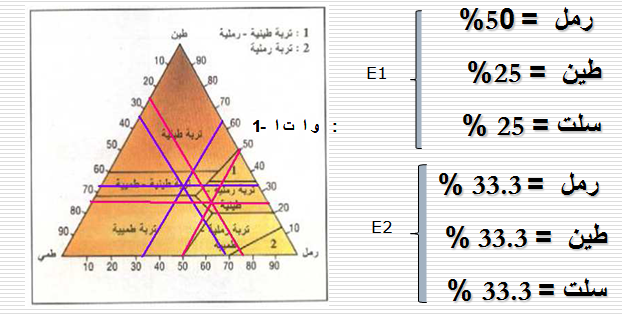 1 : تربة طينية - رملية
2 : تربة رملية
طين
10 90
20 80
30 70
40 60
50 50
60 40
70 30
80 20
90 10
تربة طينية
1
تربة رملية
طينية
تربة طميية
تربة رملية -
طميية
2
طمي
رمل
10 20 30 40 50 60 70 80 90
رمل = 50%
E1
طين = 25%
سلت = 25 %
رمل = 33.3 %
E2
طين = 33.3 %
سلت = 33.3 %